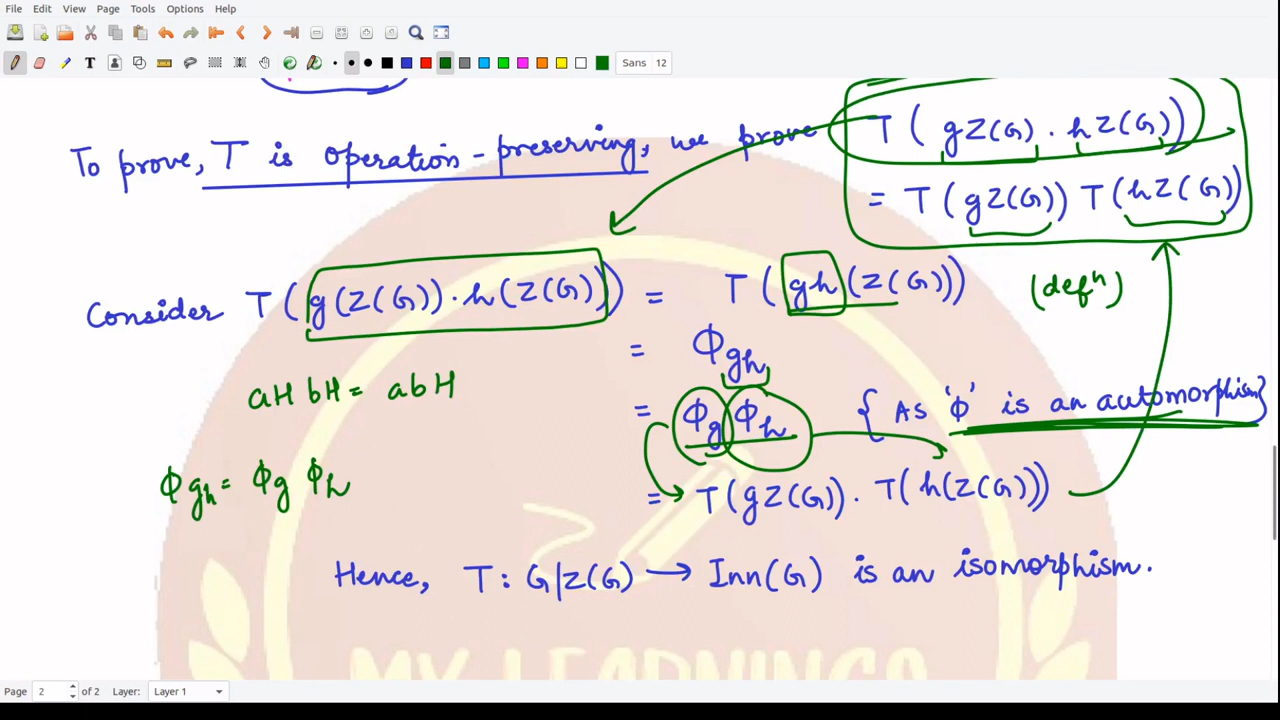 File Edit View Page Tools Options Help
Sans 12
To prove, T is operation-preserving, we prove T ( gZ(G) . hZ(G))
= T ( gZ(G)) T (hZ(G))
Consider T ( g(Z(G)) . h(Z(G))) = T ( gh (Z(G))) (defⁿ)
= Φgh
aH bH = abH
= Φg Φh { As 'Φ' is an automorphism}
Φgh = Φg Φh
= T(gZ(G)) . T(h(Z(G)))
Hence, T : G|Z(G) → Inn(G) is an isomorphism.
MY LEARNINGS
Page 2 of 2 Layer: Layer 1